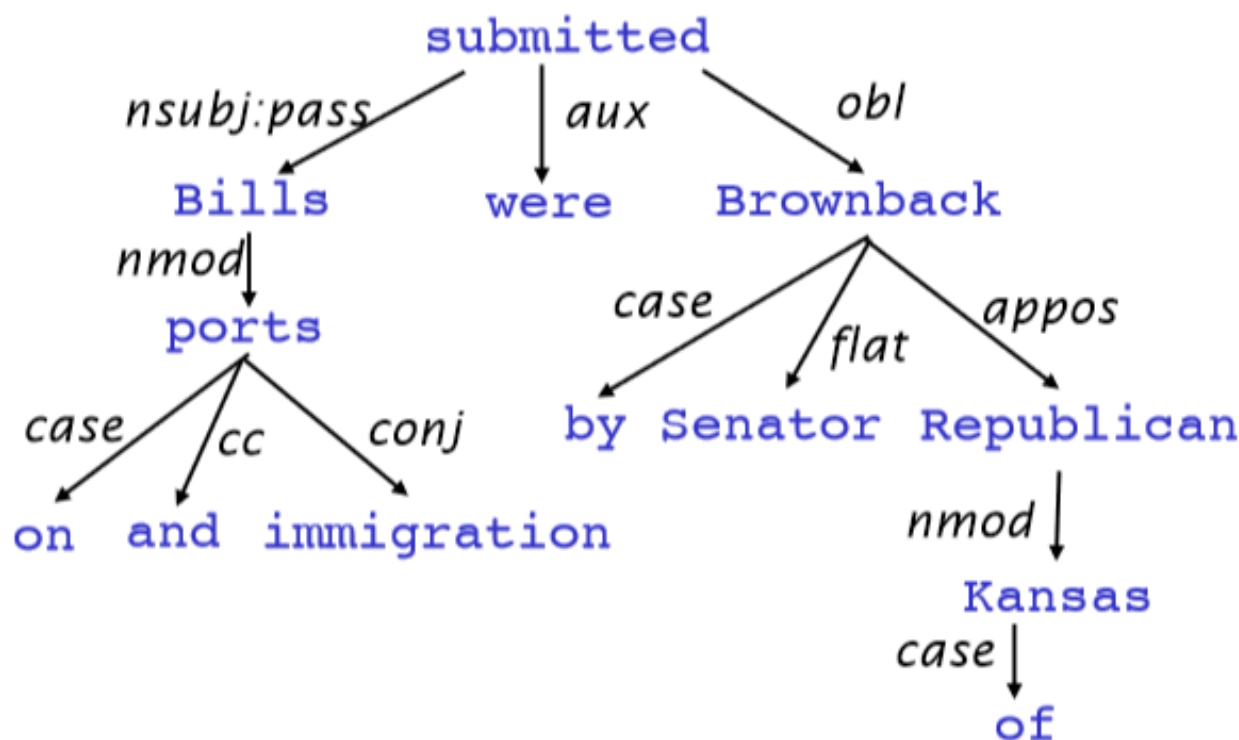 submitted
nsubj:pass aux obl
Bills were Brownback
nmod
case appos
ports
flat
case cc conj
by Senator Republican
on and immigration
nmod
Kansas
case
of